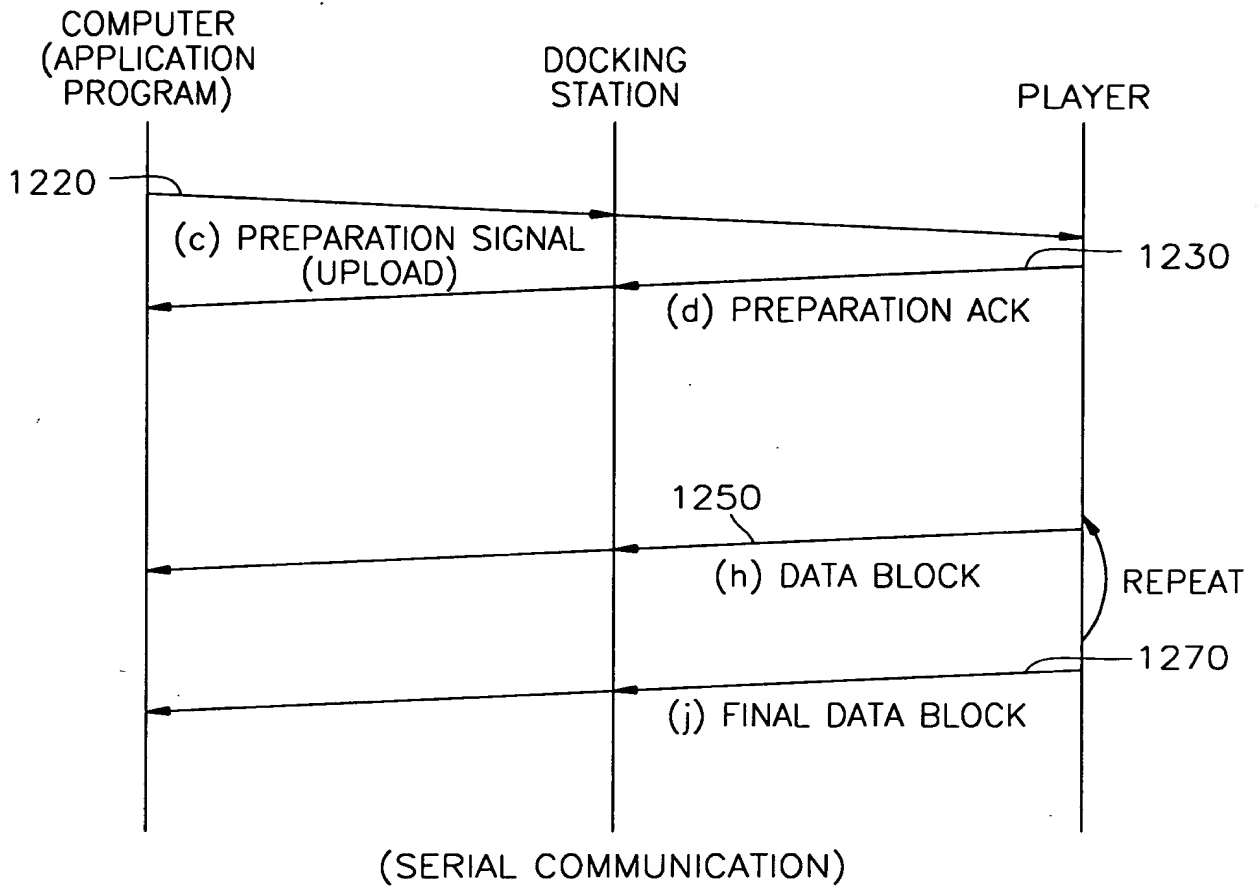 COMPUTER
(APPLICATION
PROGRAM)
DOCKING
STATION
PLAYER
1220
(c) PREPARATION SIGNAL
(UPLOAD)
1230
(d) PREPARATION ACK
1250
(h) DATA BLOCK
REPEAT
1270
(j) FINAL DATA BLOCK
(SERIAL COMMUNICATION)